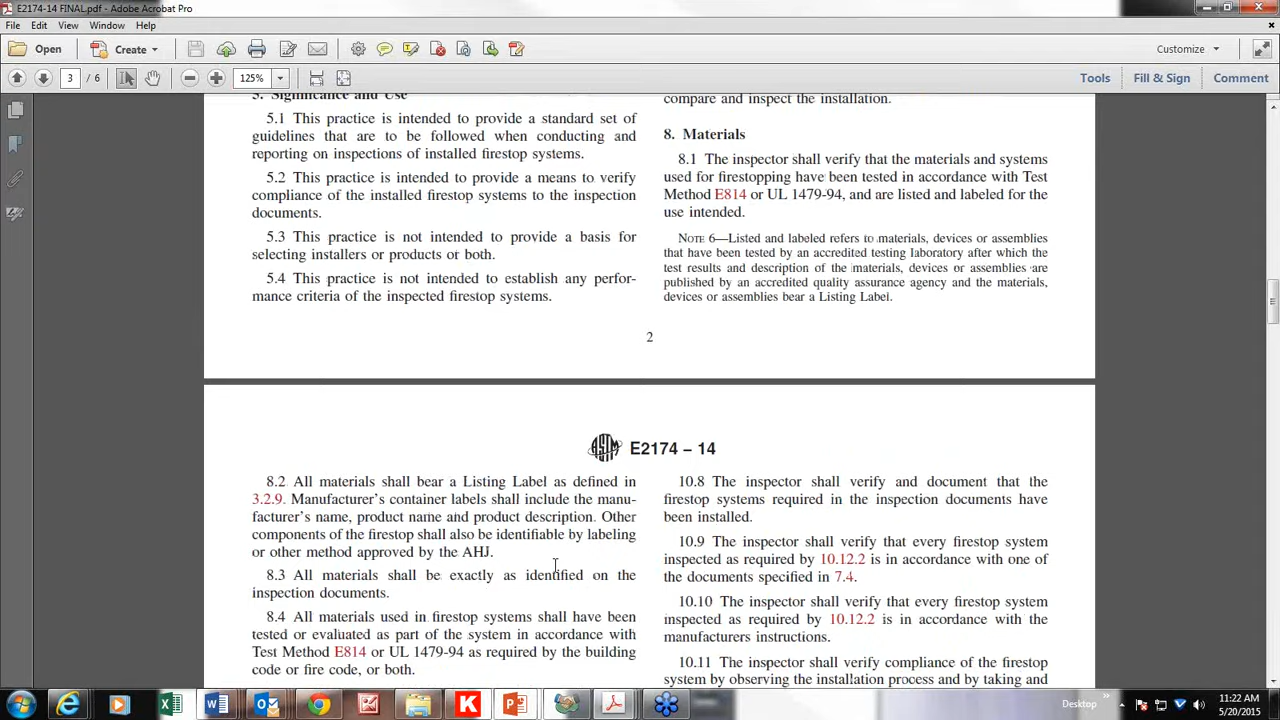 E2174-14 FINAL.pdf - Adobe Acrobat Pro
File Edit View Window Help
Open Create Customize
3 / 6 125% Tools Fill & Sign Comment
5. Significance and Use
5.1 This practice is intended to provide a standard set of
guidelines that are to be followed when conducting and
reporting on inspections of installed firestop systems.
5.2 This practice is intended to provide a means to verify
compliance of the installed firestop systems to the inspection
documents.
5.3 This practice is not intended to provide a basis for
selecting installers or products or both.
5.4 This practice is not intended to establish any perfor-
mance criteria of the inspected firestop systems.
compare and inspect the installation.
8. Materials
8.1 The inspector shall verify that the materials and systems
used for firestopping have been tested in accordance with Test
Method E814 or UL 1479-94, and are listed and labeled for the
use intended.
NOTE 6—Listed and labeled refers to materials, devices or assemblies
that have been tested by an accredited testing laboratory after which the
test results and description of the materials, devices or assemblies are
published by an accredited quality assurance agency and the materials,
devices or assemblies bear a Listing Label.
2
ASTM E2174 – 14
8.2 All materials shall bear a Listing Label as defined in
3.2.9. Manufacturer's container labels shall include the manu-
facturer's name, product name and product description. Other
components of the firestop shall also be identifiable by labeling
or other method approved by the AHJ.
8.3 All materials shall be exactly as identified on the
inspection documents.
8.4 All materials used in firestop systems shall have been
tested or evaluated as part of the system in accordance with
Test Method E814 or UL 1479-94 as required by the building
code or fire code, or both.
10.8 The inspector shall verify and document that the
firestop systems required in the inspection documents have
been installed.
10.9 The inspector shall verify that every firestop system
inspected as required by 10.12.2 is in accordance with one of
the documents specified in 7.4.
10.10 The inspector shall verify that every firestop system
inspected as required by 10.12.2 is in accordance with the
manufacturers instructions.
10.11 The inspector shall verify compliance of the firestop
system by observing the installation process and by taking and
Desktop
11:22 AM
5/20/2015